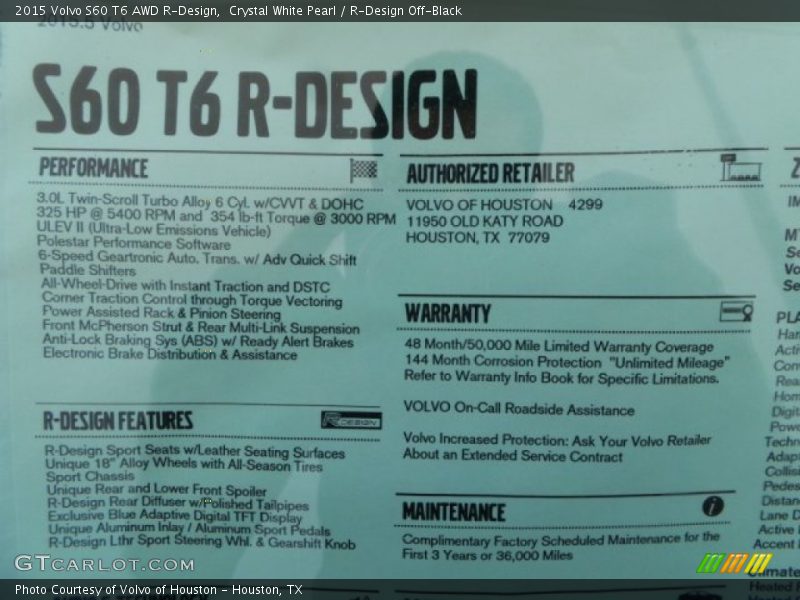 2015 Volvo S60 T6 AWD R-Design, Crystal White Pearl / R-Design Off-Black
2015.5 Volvo
S60 T6 R-DESIGN
PERFORMANCE
3.0L Twin-Scroll Turbo Alloy 6 Cyl. w/CVVT & DOHC
325 HP @ 5400 RPM and 354 lb-ft Torque @ 3000 RPM
ULEV II (Ultra-Low Emissions Vehicle)
Polestar Performance Software
6-Speed Geartronic Auto. Trans. w/ Adv Quick Shift
Paddle Shifters
All-Wheel-Drive with Instant Traction and DSTC
Corner Traction Control through Torque Vectoring
Power Assisted Rack & Pinion Steering
Front McPherson Strut & Rear Multi-Link Suspension
Anti-Lock Braking Sys (ABS) w/ Ready Alert Brakes
Electronic Brake Distribution & Assistance
R-DESIGN FEATURES
R-DESIGN
R-Design Sport Seats w/Leather Seating Surfaces
Unique 18" Alloy Wheels with All-Season Tires
Sport Chassis
Unique Rear and Lower Front Spoiler
R-Design Rear Diffuser w/Polished Tailpipes
Exclusive Blue Adaptive Digital TFT Display
Unique Aluminum Inlay / Aluminum Sport Pedals
R-Design Lthr Sport Steering Whl. & Gearshift Knob
AUTHORIZED RETAILER
VOLVO OF HOUSTON 4299
11950 OLD KATY ROAD
HOUSTON, TX 77079
WARRANTY
48 Month/50,000 Mile Limited Warranty Coverage
144 Month Corrosion Protection "Unlimited Mileage"
Refer to Warranty Info Book for Specific Limitations.
VOLVO On-Call Roadside Assistance
Volvo Increased Protection: Ask Your Volvo Retailer
About an Extended Service Contract
MAINTENANCE
i
Complimentary Factory Scheduled Maintenance for the
First 3 Years or 36,000 Miles
GTCARLOT.COM
Photo Courtesy of Volvo of Houston - Houston, TX